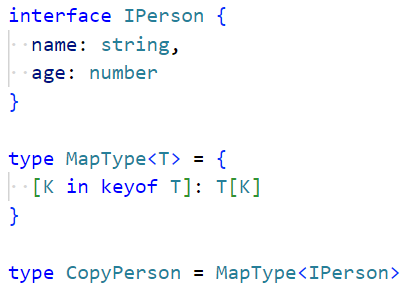 interface IPerson {
  name: string,
  age: number
}
type MapType<T> = {
  [K in keyof T]: T[K]
}
type CopyPerson = MapType<IPerson>